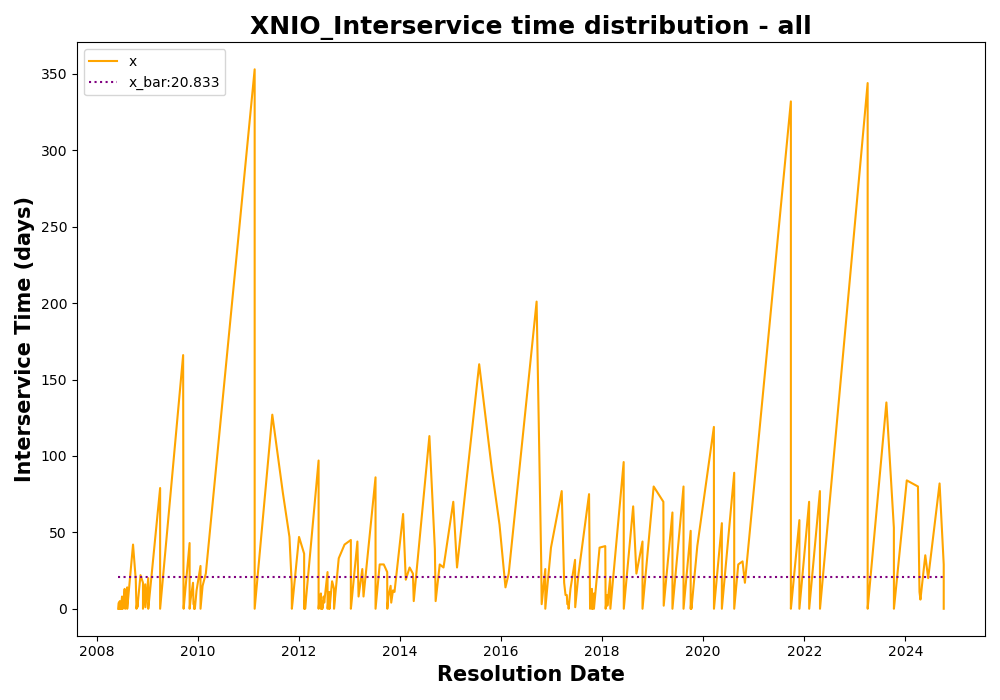 XNIO_Interservice time distribution - all
x
x_bar:20.833
Interservice Time (days)
350
300
250
200
150
100
50
0
2008 2010 2012 2014 2016 2018 2020 2022 2024
Resolution Date